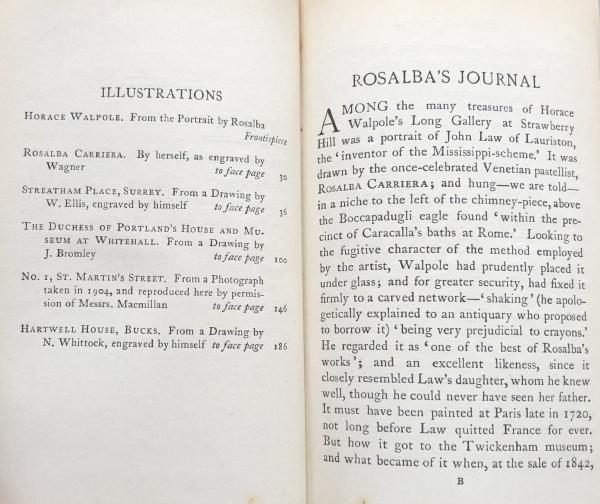 ILLUSTRATIONS
HORACE WALPOLE. From the Portrait by Rosalba
Frontispiece
ROSALBA CARRIERA. By herself, as engraved by
Wagner to face page 30
STREATHAM PLACE, SURREY. From a Drawing by
W. Ellis, engraved by himself to face page 56
THE DUCHESS OF PORTLAND'S HOUSE AND MU-
SEUM AT WHITEHALL. From a Drawing by
J. Bromley to face page 100
NO. 1, ST. MARTIN'S STREET. From a Photograph
taken in 1904, and reproduced here by permis-
sion of Messrs. Macmillan to face page 146
HARTWELL HOUSE, BUCKS. From a Drawing by
N. Whittock, engraved by himself to face page 186
ROSALBA'S JOURNAL
AMONG the many treasures of Horace
Walpole's Long Gallery at Strawberry
Hill was a portrait of John Law of Lauriston,
the ' inventor of the Mississippi-scheme.' It was
drawn by the once-celebrated Venetian pastellist,
ROSALBA CARRIERA; and hung—we are told—
in a niche to the left of the chimney-piece, above
the Boccapadugli eagle found ' within the pre-
cinct of Caracalla's baths at Rome.' Looking to
the fugitive character of the method employed
by the artist, Walpole had prudently placed it
under glass; and for greater security, had fixed it
firmly to a carved network—' shaking' (he apolo-
getically explained to an antiquary who proposed
to borrow it) ' being very prejudicial to crayons.'
He regarded it as ' one of the best of Rosalba's
works'; and an excellent likeness, since it
closely resembled Law's daughter, whom he knew
well, though he could never have seen her father.
It must have been painted at Paris late in 1720,
not long before Law quitted France for ever.
But how it got to the Twickenham museum;
and what became of it when, at the sale of 1842,
B